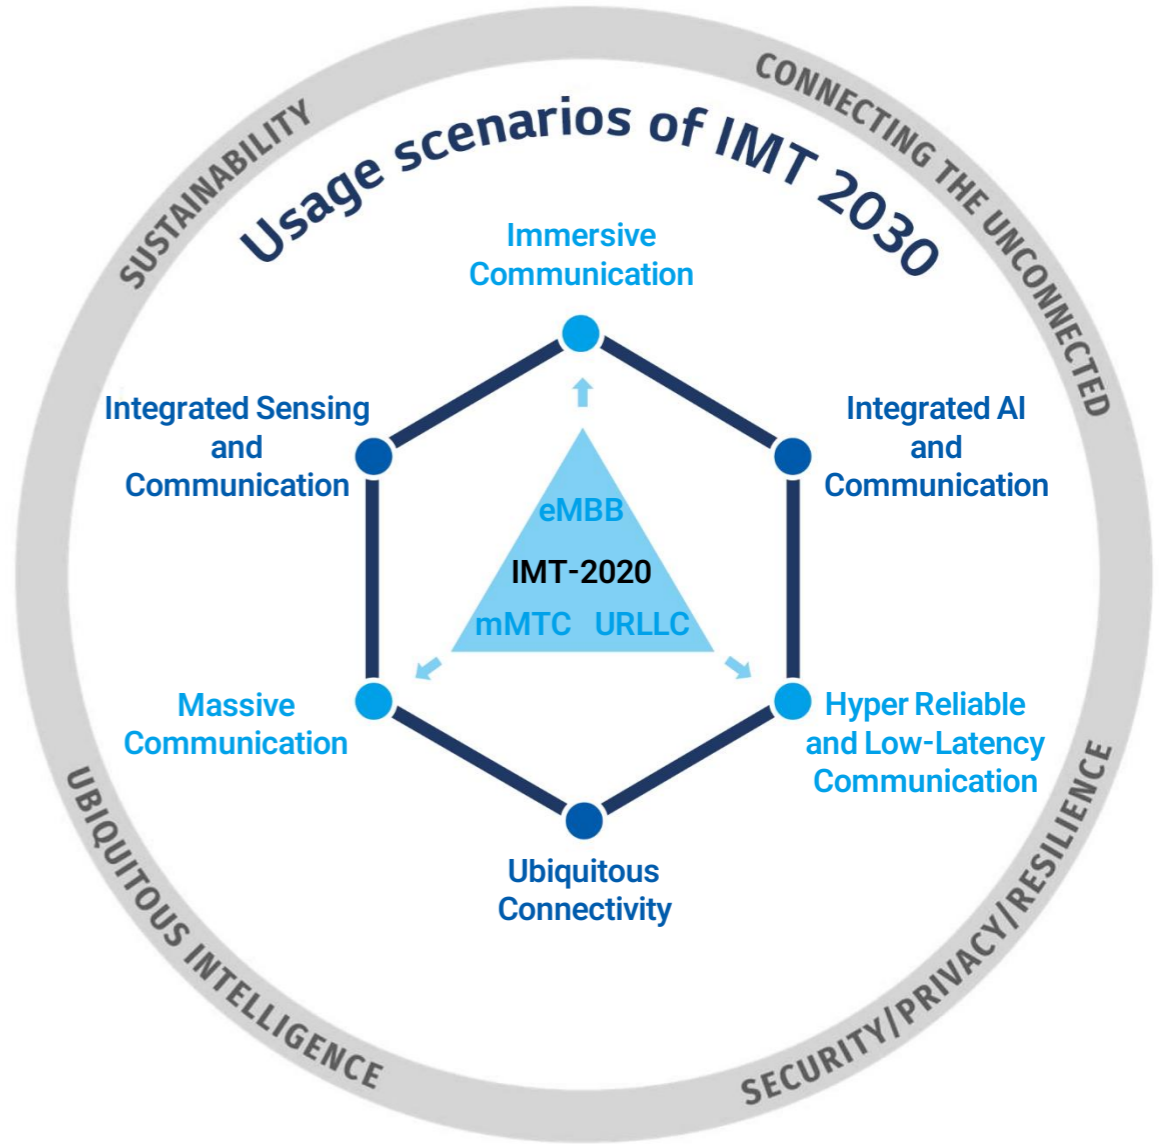 SUSTAINABILITY
CONNECTING THE UNCONNECTED
Usage scenarios of IMT 2030
Immersive
Communication
Integrated Sensing
and
Communication
Integrated AI
and
Communication
eMBB
IMT-2020
mMTC URLLC
Massive
Communication
Hyper Reliable
and Low-Latency
Communication
Ubiquitous
Connectivity
UBIQUITOUS INTELLIGENCE
SECURITY/PRIVACY/RESILIENCE